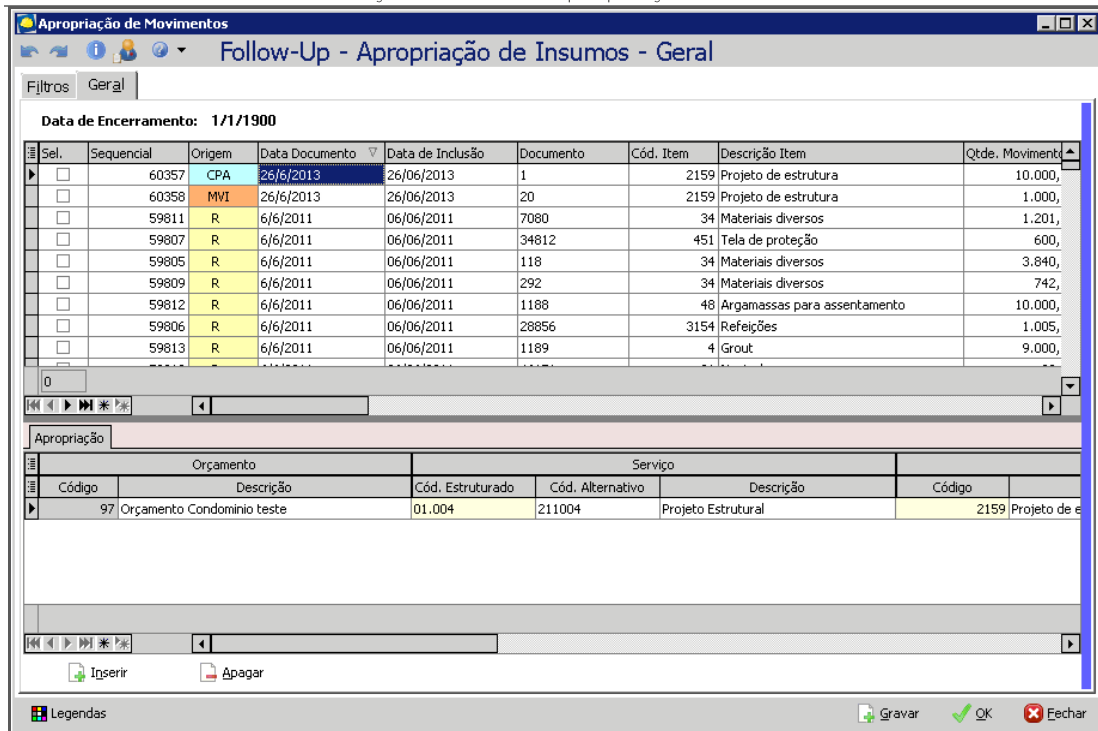 Apropriação de Movimentos
Follow-Up - Apropriação de Insumos - Geral
Filtros Geral
Data de Encerramento: 1/1/1900
Sel. Sequencial Origem Data Documento Data de Inclusão Documento Cód. Item Descrição Item Qtde. Movimento
60357 CPA 26/6/2013 26/06/2013 1 2159 Projeto de estrutura 10.000,
60358 MVI 26/6/2013 26/06/2013 20 2159 Projeto de estrutura 1.000,
59811 R 6/6/2011 06/06/2011 7080 34 Materiais diversos 1.201,
59807 R 6/6/2011 06/06/2011 34812 451 Tela de proteção 600,
59805 R 6/6/2011 06/06/2011 118 34 Materiais diversos 3.840,
59809 R 6/6/2011 06/06/2011 292 34 Materiais diversos 742,
59812 R 6/6/2011 06/06/2011 1188 48 Argamassas para assentamento 10.000,
59806 R 6/6/2011 06/06/2011 28856 3154 Refeições 1.005,
59813 R 6/6/2011 06/06/2011 1189 4 Grout 9.000,
0
Apropriação
Orçamento Serviço
Código Descrição Cód. Estruturado Cód. Alternativo Descrição Código
97 Orçamento Condominio teste 01.004 211004 Projeto Estrutural 2159 Projeto de e
Inserir Apagar
Legendas Gravar OK Fechar